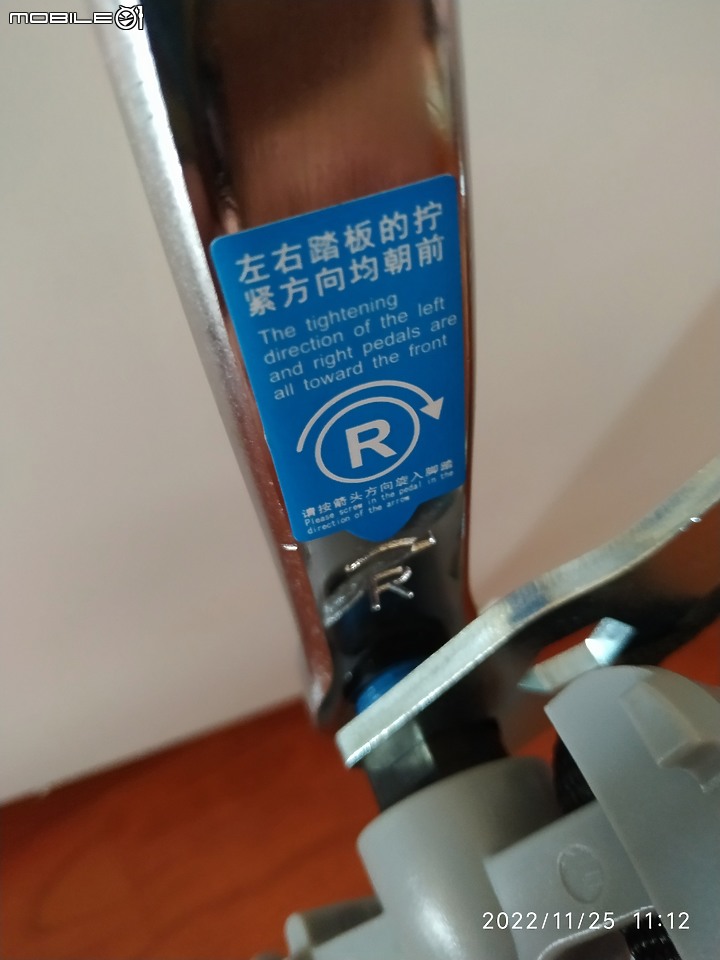 MOBILE01
左右踏板的拧
紧方向均朝前
The tightening
direction of the left
and right pedals are
all toward the front
R
请按箭头方向旋入脚踏
Please screw in the pedal in the
direction of the arrow
R
2022/11/25 11:12